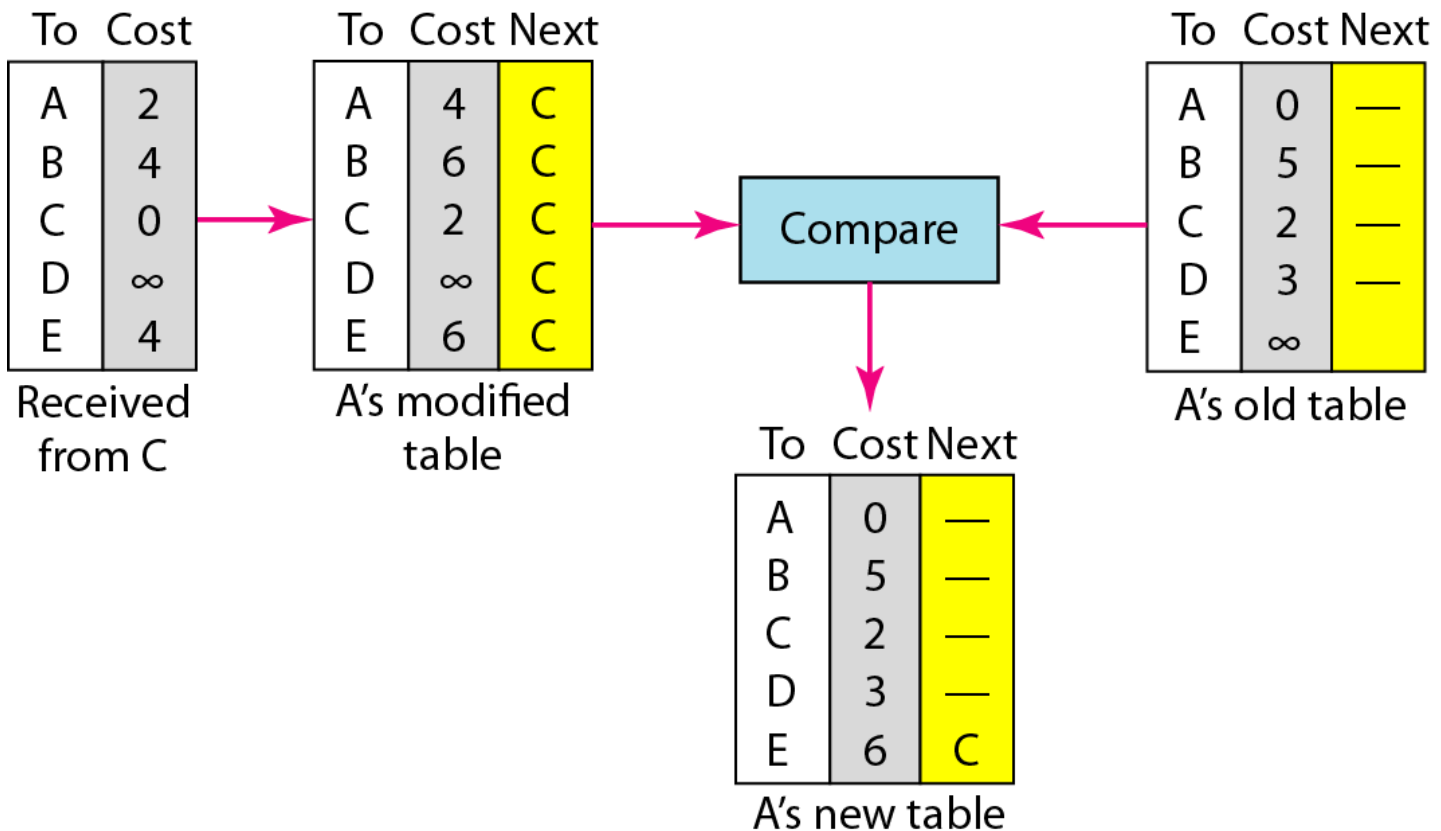 To Cost
A 2
B 4
C 0
D ∞
E 4
Received
from C
To Cost Next
A 4 C
B 6 C
C 2 C
D ∞ C
E 6 C
A's modified
table
Compare
To Cost Next
A 0 —
B 5 —
C 2 —
D 3 —
E ∞
A's old table
To Cost Next
A 0 —
B 5 —
C 2 —
D 3 —
E 6 C
A's new table